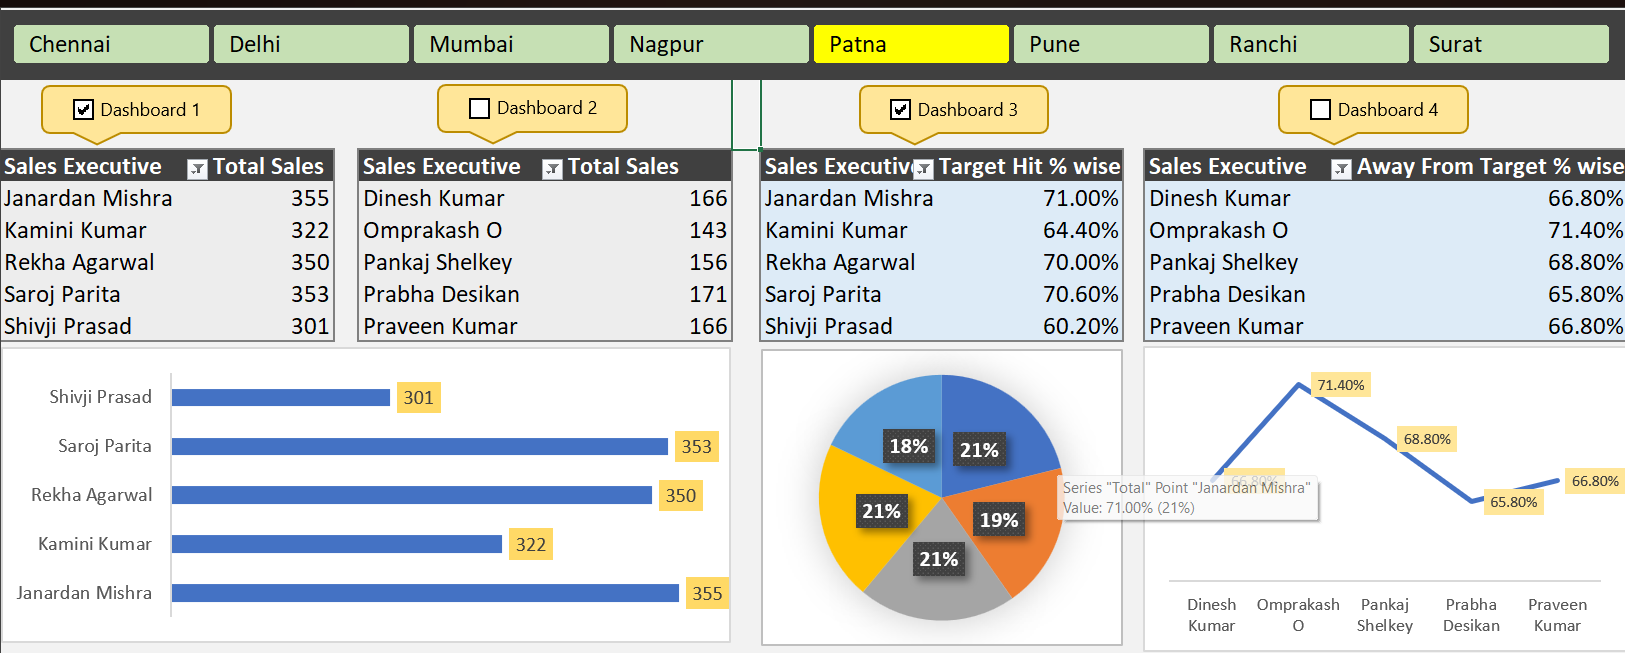 Chennai Delhi Mumbai Nagpur Patna Pune Ranchi Surat
Dashboard 1 Dashboard 2 Dashboard 3 Dashboard 4
Sales Executive Total Sales
Janardan Mishra 355
Kamini Kumar 322
Rekha Agarwal 350
Saroj Parita 353
Shivji Prasad 301
Sales Executive Total Sales
Dinesh Kumar 166
Omprakash O 143
Pankaj Shelkey 156
Prabha Desikan 171
Praveen Kumar 166
Sales Executive Target Hit % wise
Janardan Mishra 71.00%
Kamini Kumar 64.40%
Rekha Agarwal 70.00%
Saroj Parita 70.60%
Shivji Prasad 60.20%
Sales Executive Away From Target % wise
Dinesh Kumar 66.80%
Omprakash O 71.40%
Pankaj Shelkey 68.80%
Prabha Desikan 65.80%
Praveen Kumar 66.80%
Shivji Prasad 301
Saroj Parita 353
Rekha Agarwal 350
Kamini Kumar 322
Janardan Mishra 355
18% 21%
21% 19%
21%
Series "Total" Point "Janardan Mishra"
Value: 71.00% (21%)
71.40%
68.80%
66.80%
66.80%
65.80%
Dinesh Kumar
Omprakash O
Pankaj Shelkey
Prabha Desikan
Praveen Kumar